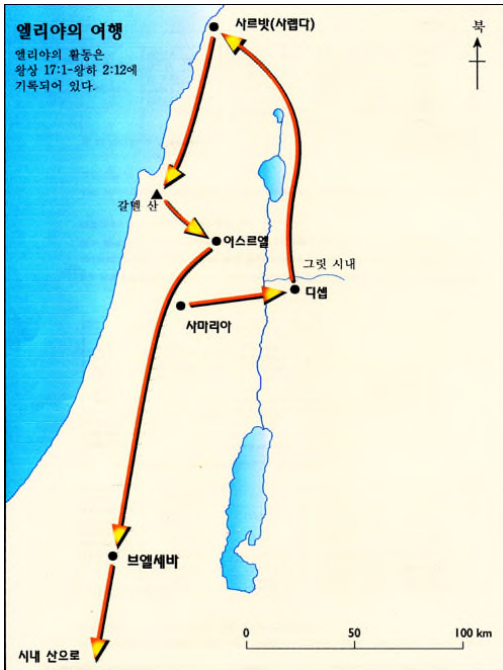 엘리야의 여행
엘리야의 활동은
왕상 17:1-왕하 2:12에
기록되어 있다.
사르밧(사렙다)
북
갈멜 산
이스르엘
그릿 시내
디셉
사마리아
브엘세바
시내 산으로
0 50 100 km